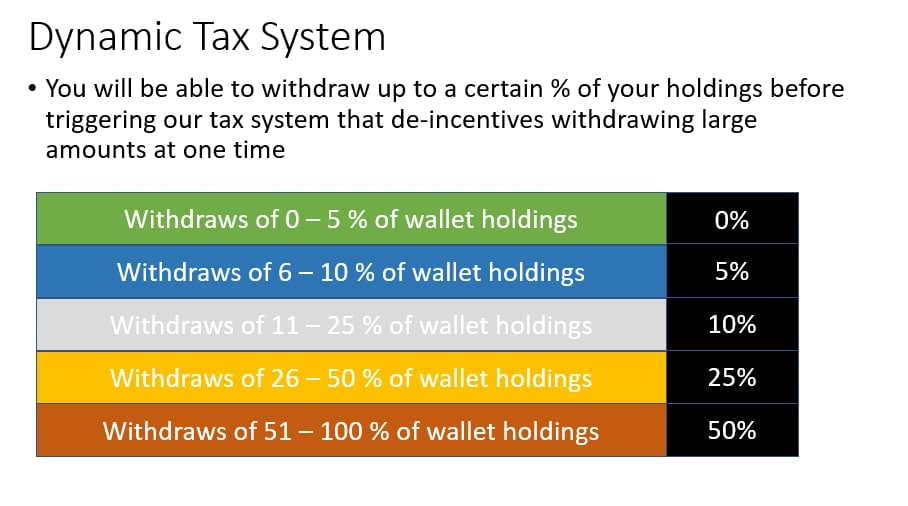 Dynamic Tax System
• You will be able to withdraw up to a certain % of your holdings before
triggering our tax system that de-incentives withdrawing large
amounts at one time
Withdraws of 0 – 5 % of wallet holdings 0%
Withdraws of 6 – 10 % of wallet holdings 5%
Withdraws of 11 – 25 % of wallet holdings 10%
Withdraws of 26 – 50 % of wallet holdings 25%
Withdraws of 51 – 100 % of wallet holdings 50%